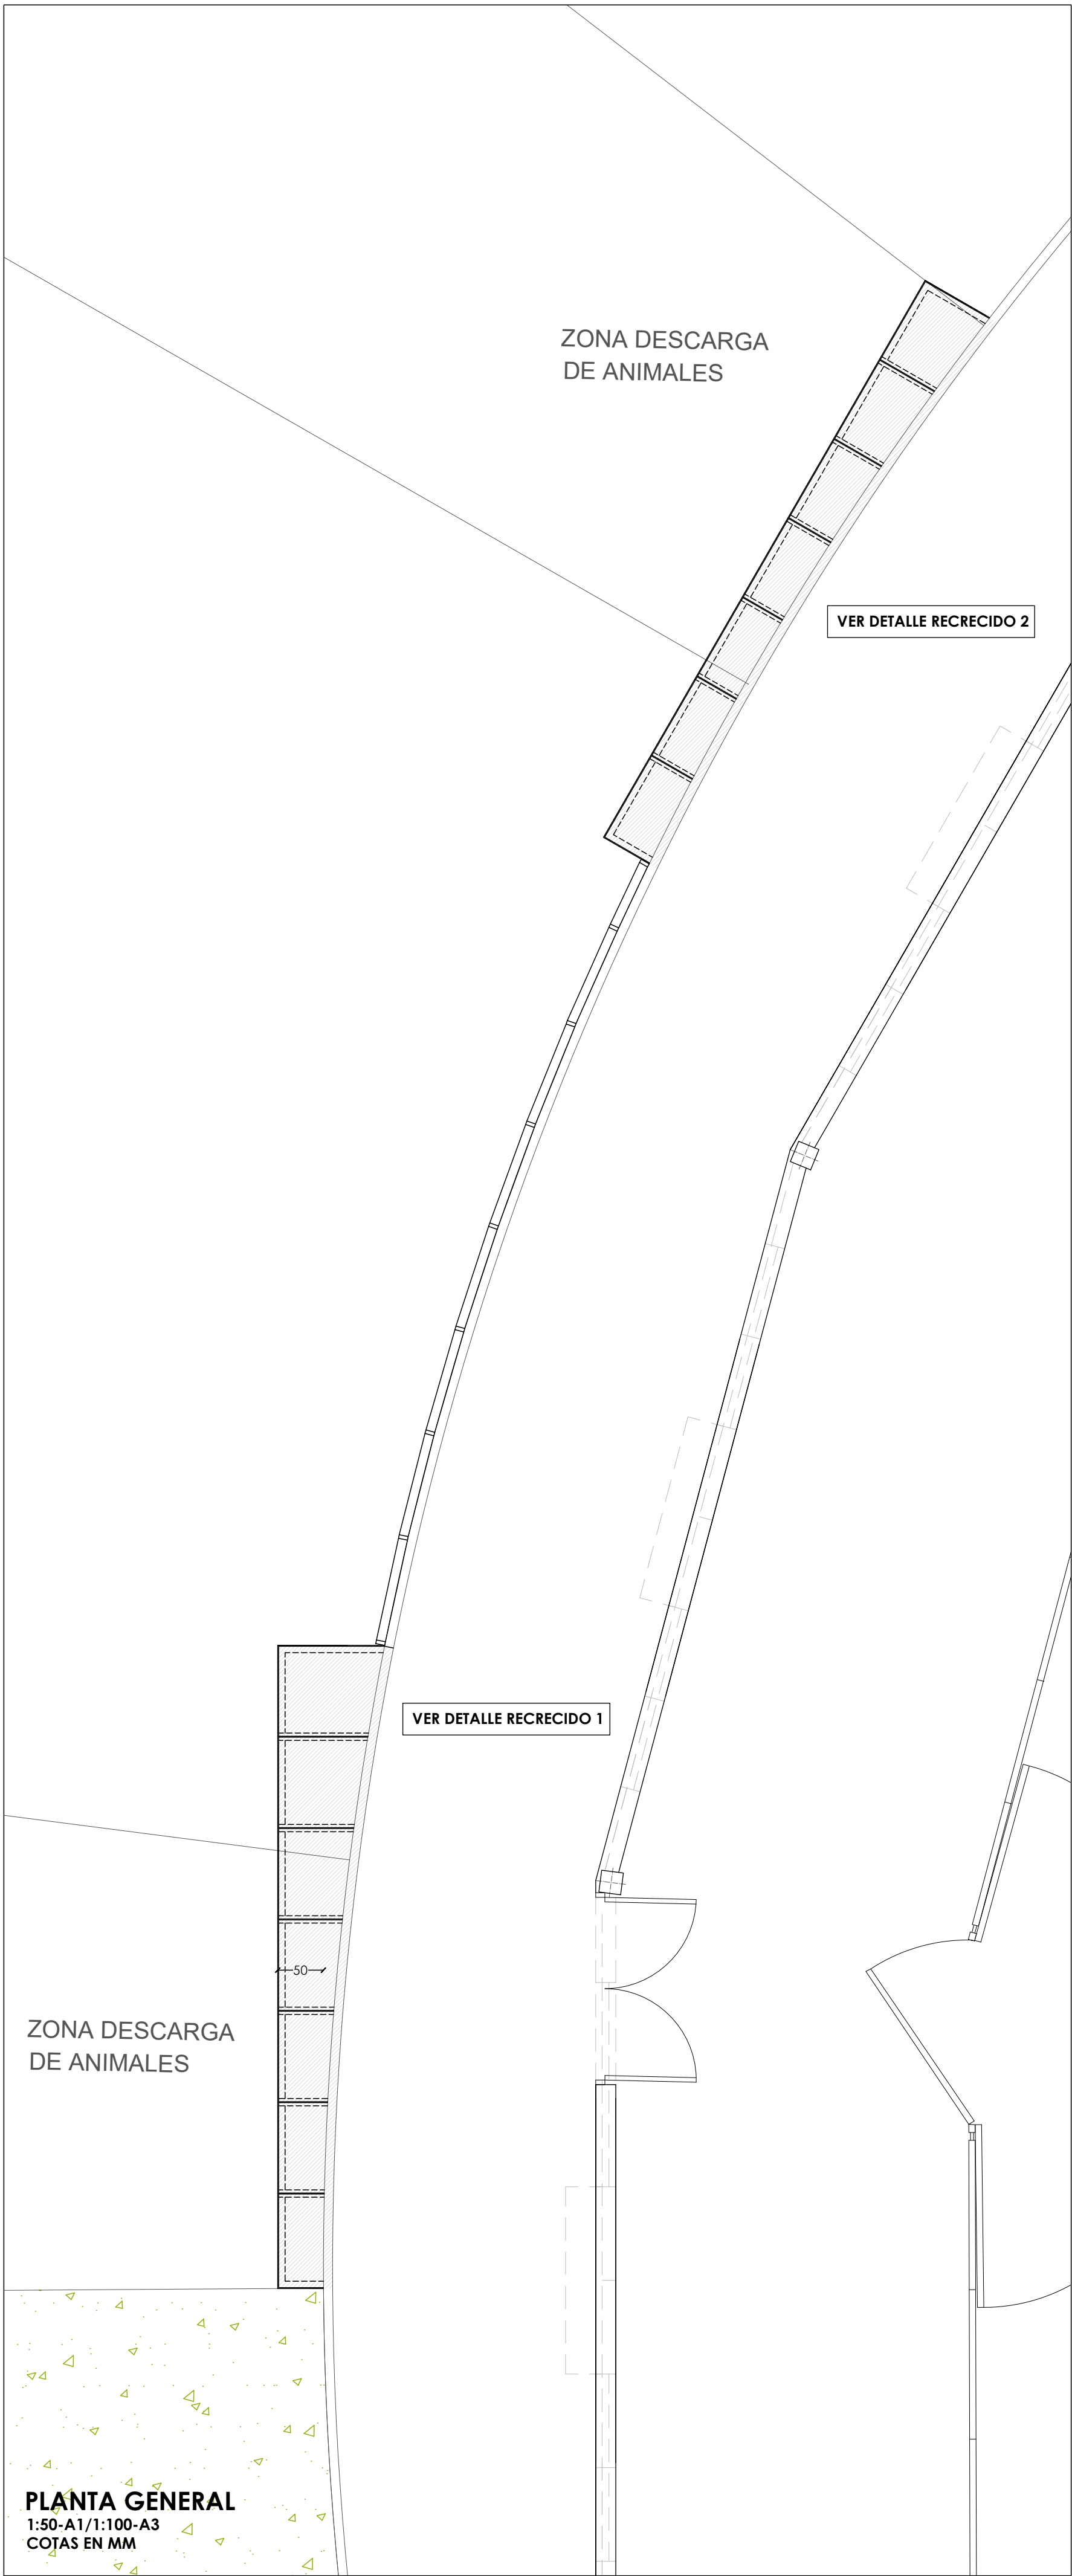 ZONA DESCARGA
DE ANIMALES
VER DETALLE RECRECIDO 2
VER DETALLE RECRECIDO 1
50
ZONA DESCARGA
DE ANIMALES
PLANTA GENERAL
1:50-A1/1:100-A3
COTAS EN MM